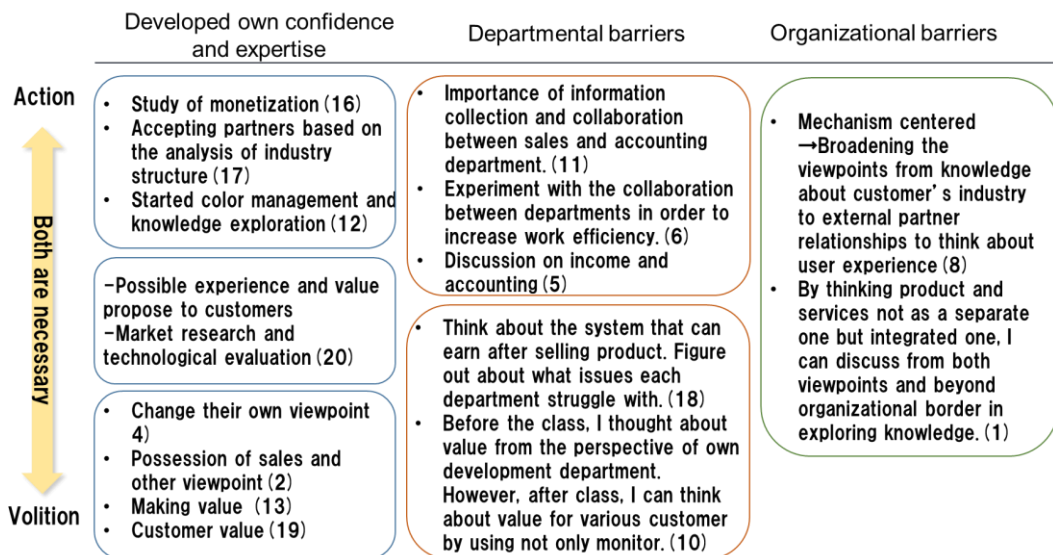 Developed own confidence
and expertise
Departmental barriers
Organizational barriers
Action
Both are necessary
Volition
• Study of monetization (16)
• Accepting partners based on
the analysis of industry
structure (17)
• Started color management and
knowledge exploration (12)
-Possible experience and value
propose to customers
-Market research and
technological evaluation (20)
• Change their own viewpoint
4)
• Possession of sales and
other viewpoint (2)
• Making value (13)
• Customer value (19)
• Importance of information
collection and collaboration
between sales and accounting
department. (11)
• Experiment with the collaboration
between departments in order to
increase work efficiency. (6)
• Discussion on income and
accounting (5)
• Think about the system that can
earn after selling product. Figure
out about what issues each
department struggle with. (18)
• Before the class, I thought about
value from the perspective of own
development department.
However, after class, I can think
about value for various customer
by using not only monitor. (10)
• Mechanism centered
→Broadening the
viewpoints from knowledge
about customer's industry
to external partner
relationships to think about
user experience (8)
• By thinking product and
services not as a separate
one but integrated one, I
can discuss from both
viewpoints and beyond
organizational border in
exploring knowledge. (1)